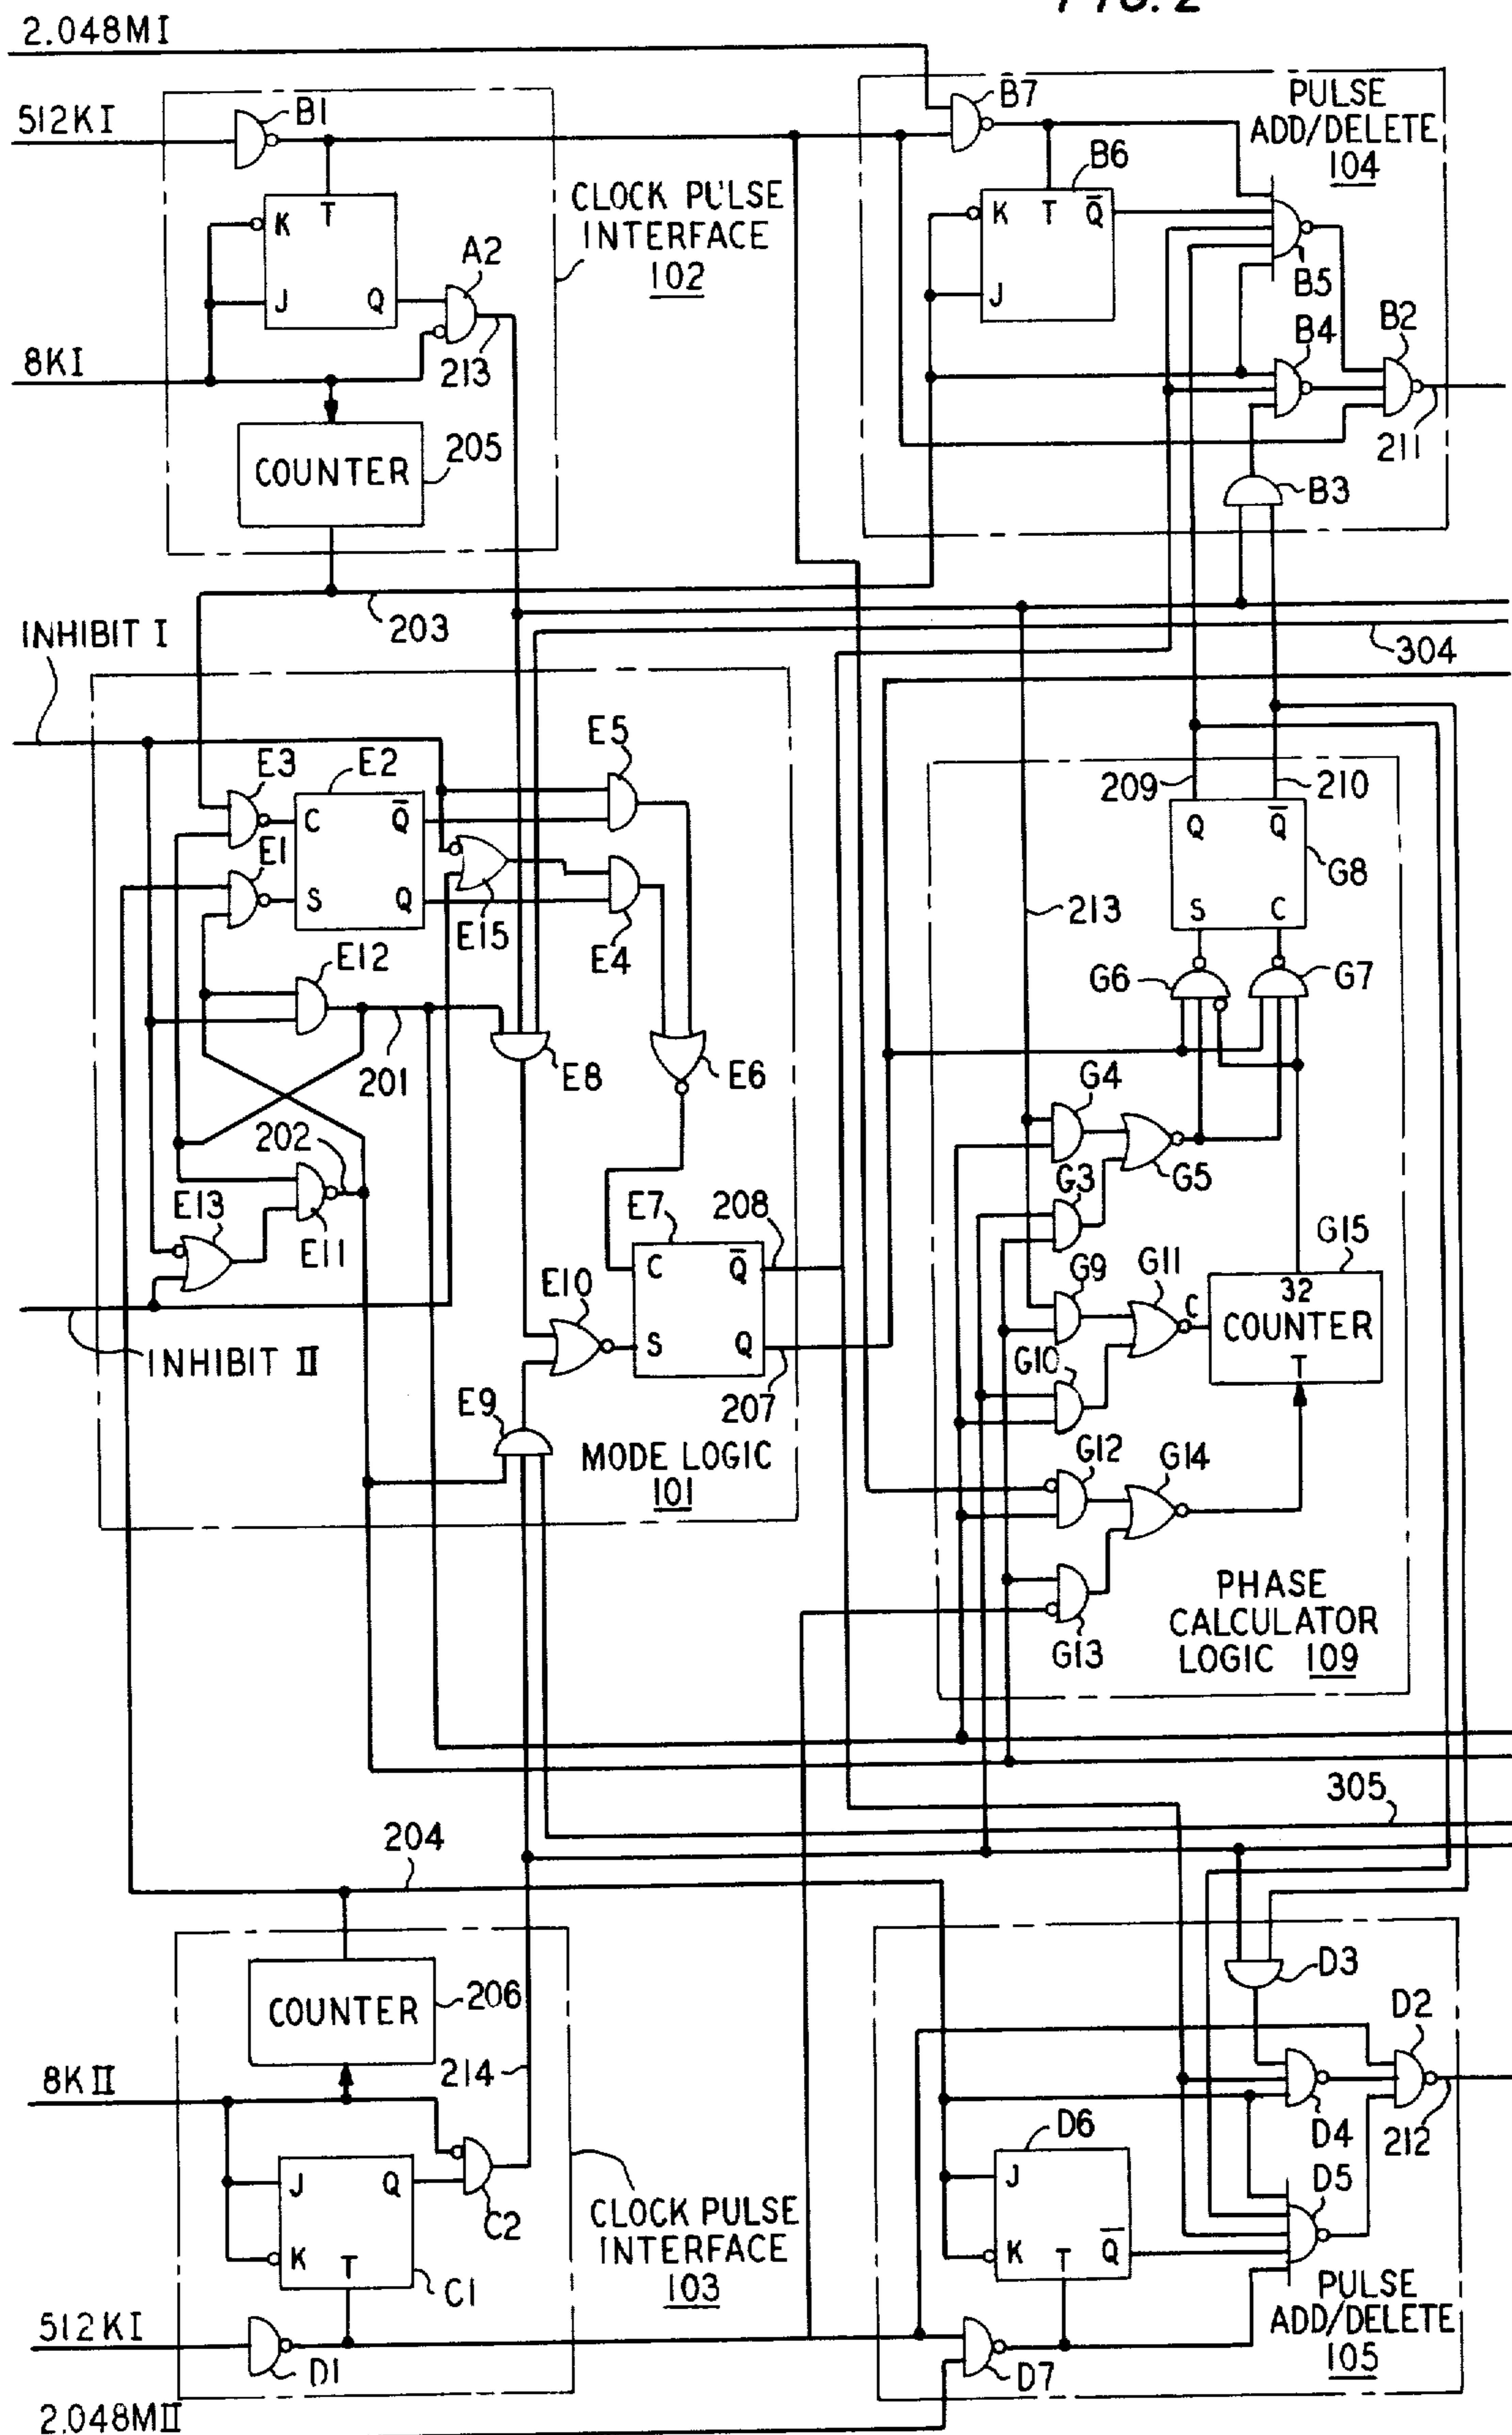 FIG. 2
2.048MI
512KI
B1
T
K
J
Q
A2
213
8KI
COUNTER
205
CLOCK PULSE
INTERFACE
102
B7
PULSE
ADD/DELETE
104
B6
K
T
Q̅
J
B5
B4
B2
211
B3
203
304
INHIBIT I
E3
E2
C
Q̅
E1
S
Q
E15
E5
E4
E12
201
E8
E6
202
E13
E11
INHIBIT II
E7
208
C
Q̅
E10
S
Q
207
E9
MODE LOGIC
101
209
210
Q
Q̅
G8
S
C
213
G6
G7
G4
G3
G5
G9
G11
C
G15
32
COUNTER
T
G10
G12
G14
G13
PHASE
CALCULATOR
LOGIC 109
305
204
COUNTER
206
8KII
214
J
Q
K
T
C2
C1
CLOCK PULSE
INTERFACE
103
512KI
D1
2.048MII
D3
D2
D4
212
D6
J
K
T
Q̅
D5
D7
PULSE
ADD/DELETE
105